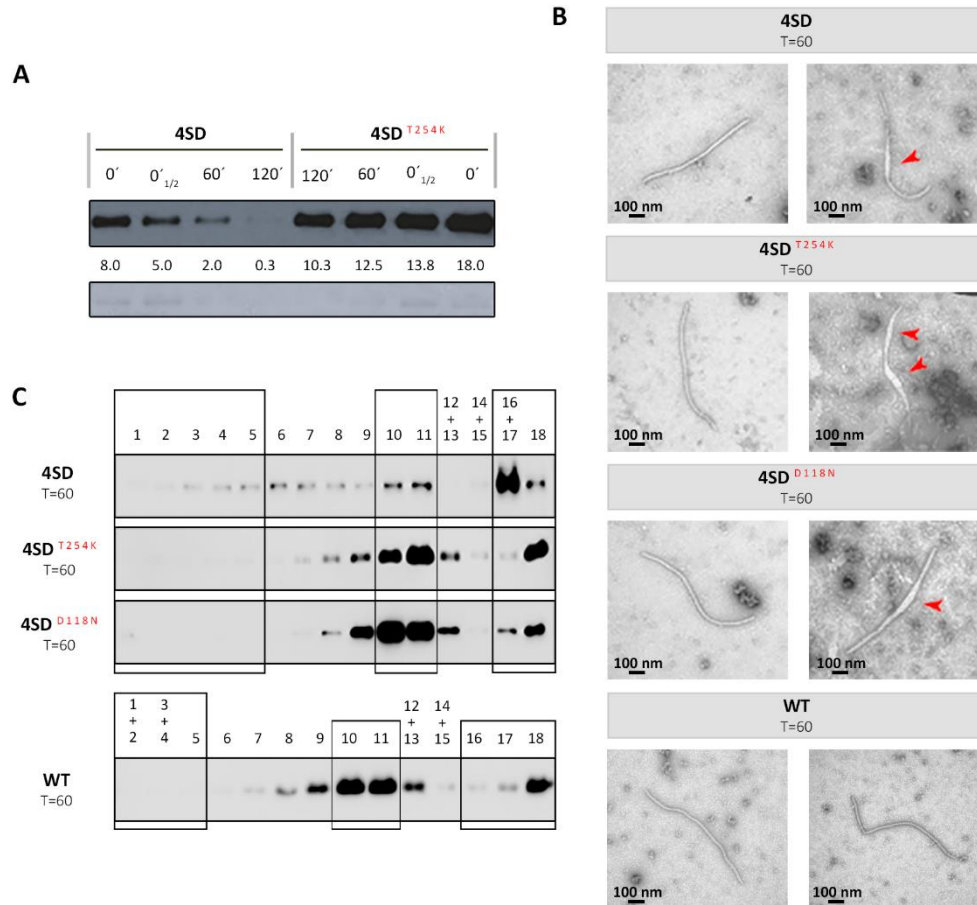 A
4SD 4SD T254K
0´ 0´1/2 60´ 120´ 120´ 60´ 0´1/2 0´
8.0 5.0 2.0 0.3 10.3 12.5 13.8 18.0
B
4SD
T=60
100 nm 100 nm
4SD T254K
T=60
100 nm 100 nm
4SD D118N
T=60
100 nm 100 nm
WT
T=60
100 nm 100 nm
C
12 14 16
+ + +
1 2 3 4 5 6 7 8 9 10 11 13 15 17 18
4SD
T=60
4SD T254K
T=60
4SD D118N
T=60
1 3 12 14
+ + + +
2 4 5 6 7 8 9 10 11 13 15 16 17 18
WT
T=60